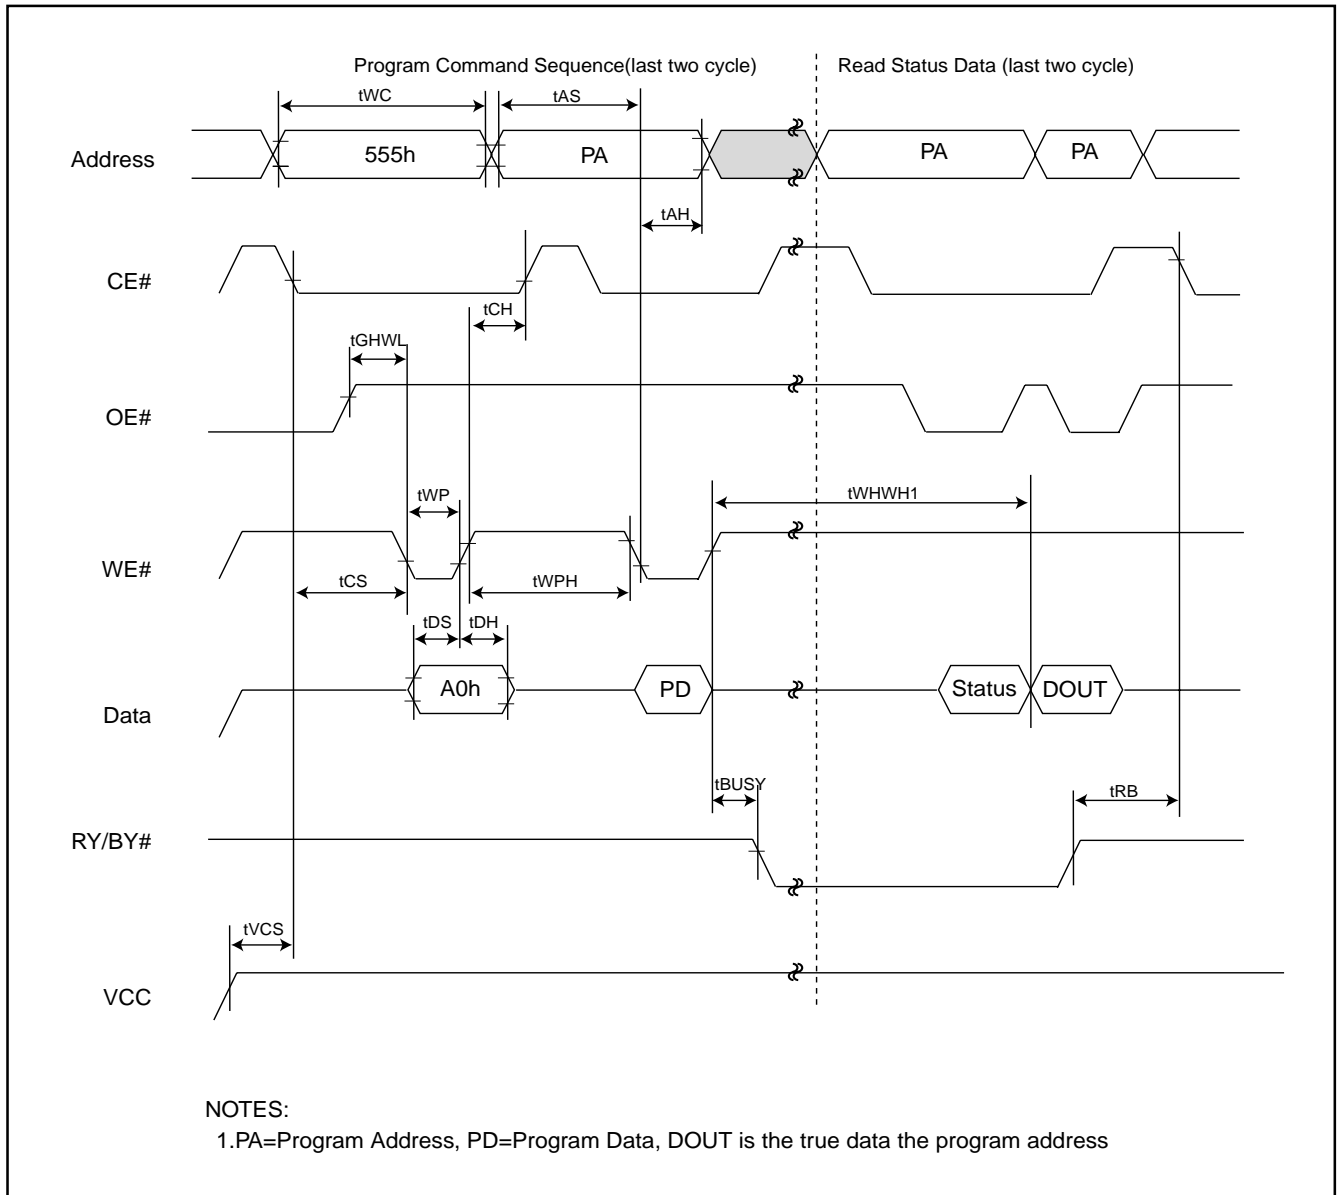 Program Command Sequence(last two cycle) Read Status Data (last two cycle)
tWC tAS
Address 555h PA PA PA
tAH
CE#
tCH
tGHWL
OE#
tWP tWHWH1
WE#
tCS tWPH
tDS tDH
Data A0h PD Status DOUT
tBUSY tRB
RY/BY#
tVCS
VCC
NOTES:
1.PA=Program Address, PD=Program Data, DOUT is the true data the program address